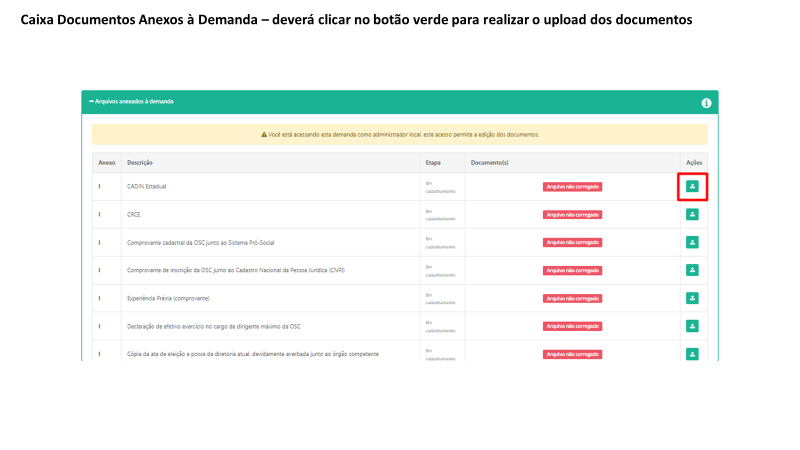 Caixa Documentos Anexos à Demanda – deverá clicar no botão verde para realizar o upload dos documentos
Arquivos anexados à demanda
Você está acessando esta demanda como administrador local, este acesso permite a edição dos documentos.
Anexo Descrição Etapa Documento(s) Ações
I CADIN Estadual Em cadastramento Arquivo não carregado
I CRCE Em cadastramento Arquivo não carregado
I Comprovante cadastral da OSC junto ao Sistema Pró-Social Em cadastramento Arquivo não carregado
I Comprovante de inscrição da OSC junto ao Cadastro Nacional da Pessoa Jurídica (CNPJ) Em cadastramento Arquivo não carregado
I Experiência Prévia (comprovante) Em cadastramento Arquivo não carregado
I Declaração de efetivo exercício no cargo de dirigente máximo da OSC Em cadastramento Arquivo não carregado
I Cópia da ata de eleição e posse da diretoria atual, devidamente averbada junto ao órgão competente Em cadastramento Arquivo não carregado